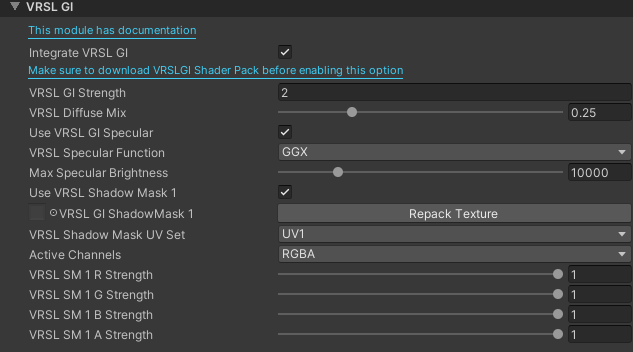 VRSL GI
This module has documentation
Integrate VRSL GI
Make sure to download VRSLGI Shader Pack before enabling this option
VRSL GI Strength 2
VRSL Diffuse Mix 0.25
Use VRSL GI Specular
VRSL Specular Function GGX
Max Specular Brightness 10000
Use VRSL Shadow Mask 1
VRSL GI ShadowMask 1 Repack Texture
VRSL Shadow Mask UV Set UV1
Active Channels RGBA
VRSL SM 1 R Strength 1
VRSL SM 1 G Strength 1
VRSL SM 1 B Strength 1
VRSL SM 1 A Strength 1